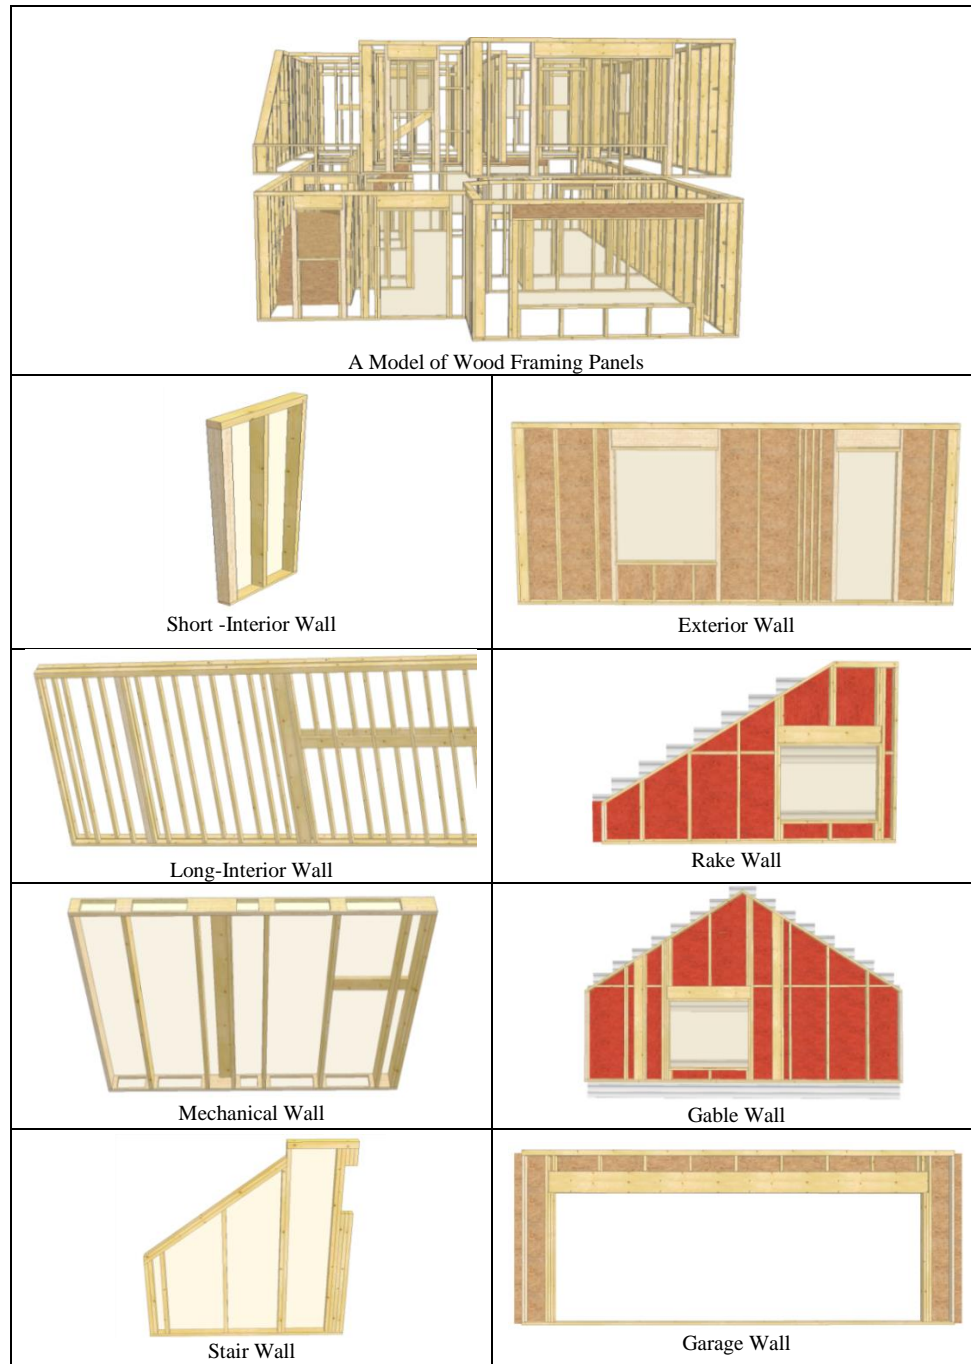 A Model of Wood Framing Panels
Short -Interior Wall
Exterior Wall
Long-Interior Wall
Rake Wall
Mechanical Wall
Gable Wall
Stair Wall
Garage Wall